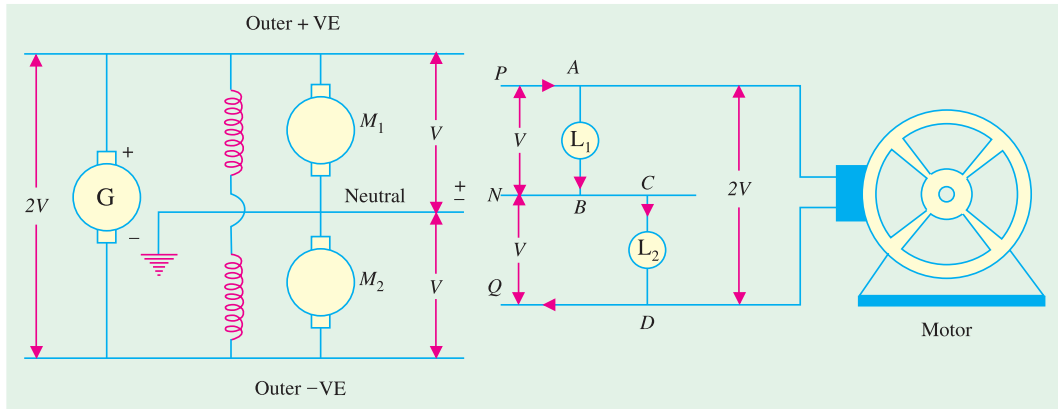 Outer + VE
2V
G
+
−
M1
M2
Neutral
V
+
−
V
Outer −VE
P
A
V
L1
N
B
C
V
L2
Q
D
2V
Motor